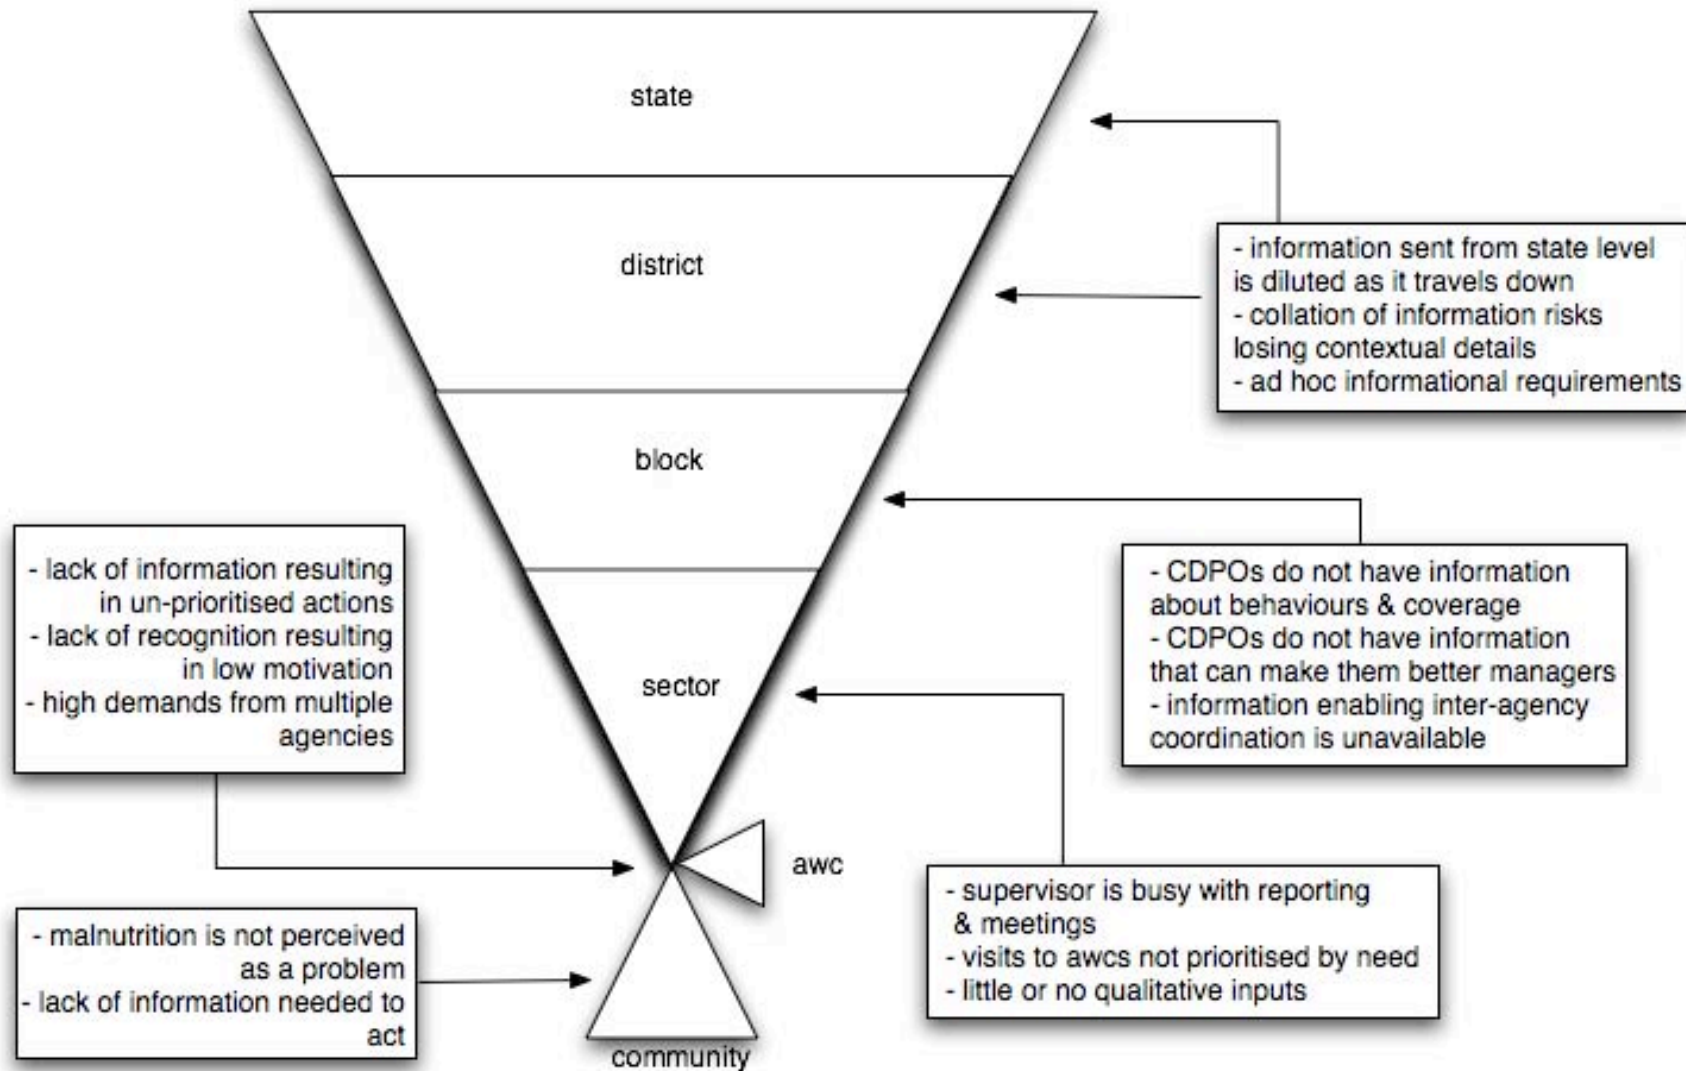 state
district
- information sent from state level
is diluted as it travels down
- collation of information risks
losing contextual details
- ad hoc informational requirements
block
- lack of information resulting
in un-prioritised actions
- lack of recognition resulting
in low motivation
- high demands from multiple
agencies
- CDPOs do not have information
about behaviours & coverage
- CDPOs do not have information
that can make them better managers
- information enabling inter-agency
coordination is unavailable
sector
awc
- supervisor is busy with reporting
& meetings
- visits to awcs not prioritised by need
- little or no qualitative inputs
- malnutrition is not perceived
as a problem
- lack of information needed to
act
community